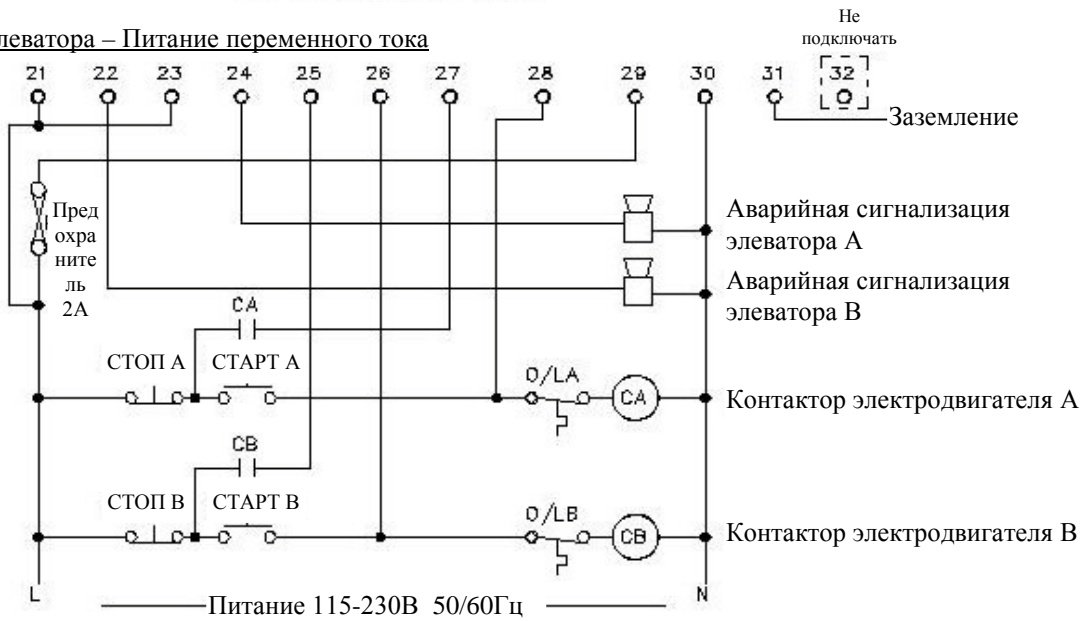 Не
подключать
леватора – Питание переменного тока
21 22 23 24 25 26 27 28 29 30 31 32
Заземление
Пред
охра
ните
ль
2А
Аварийная сигнализация
элеватора А
Аварийная сигнализация
элеватора В
CA
СТОП А СТАРТ А
O/LA
CA
Контактор электродвигателя А
CB
СТОП В СТАРТ В
O/LB
CB
Контактор электродвигателя В
L
N
Питание 115-230В 50/60Гц